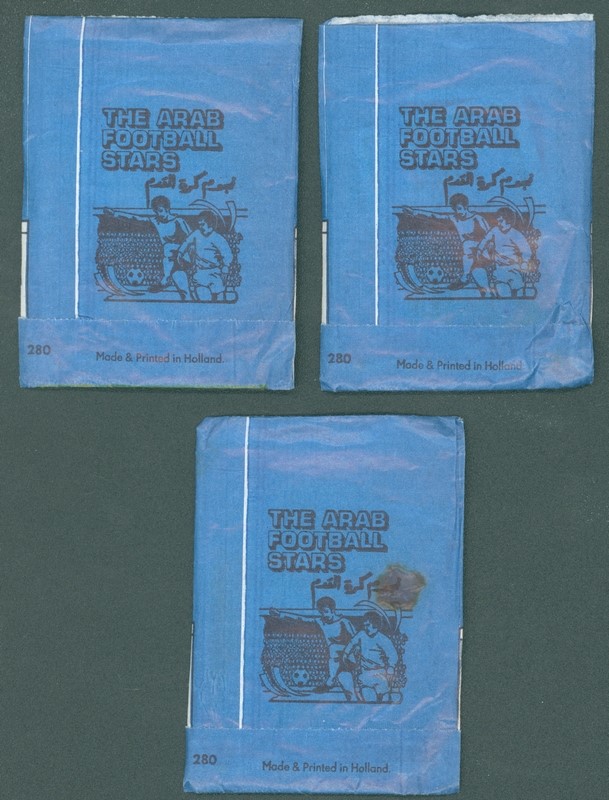 THE ARAB
FOOTBALL
STARS
نجوم كرة القدم
280
Made & Printed in Holland.
THE ARAB
FOOTBALL
STARS
نجوم كرة القدم
280
Made & Printed in Holland
THE ARAB
FOOTBALL
STARS
كرة القدم
280
Made & Printed in Holland.